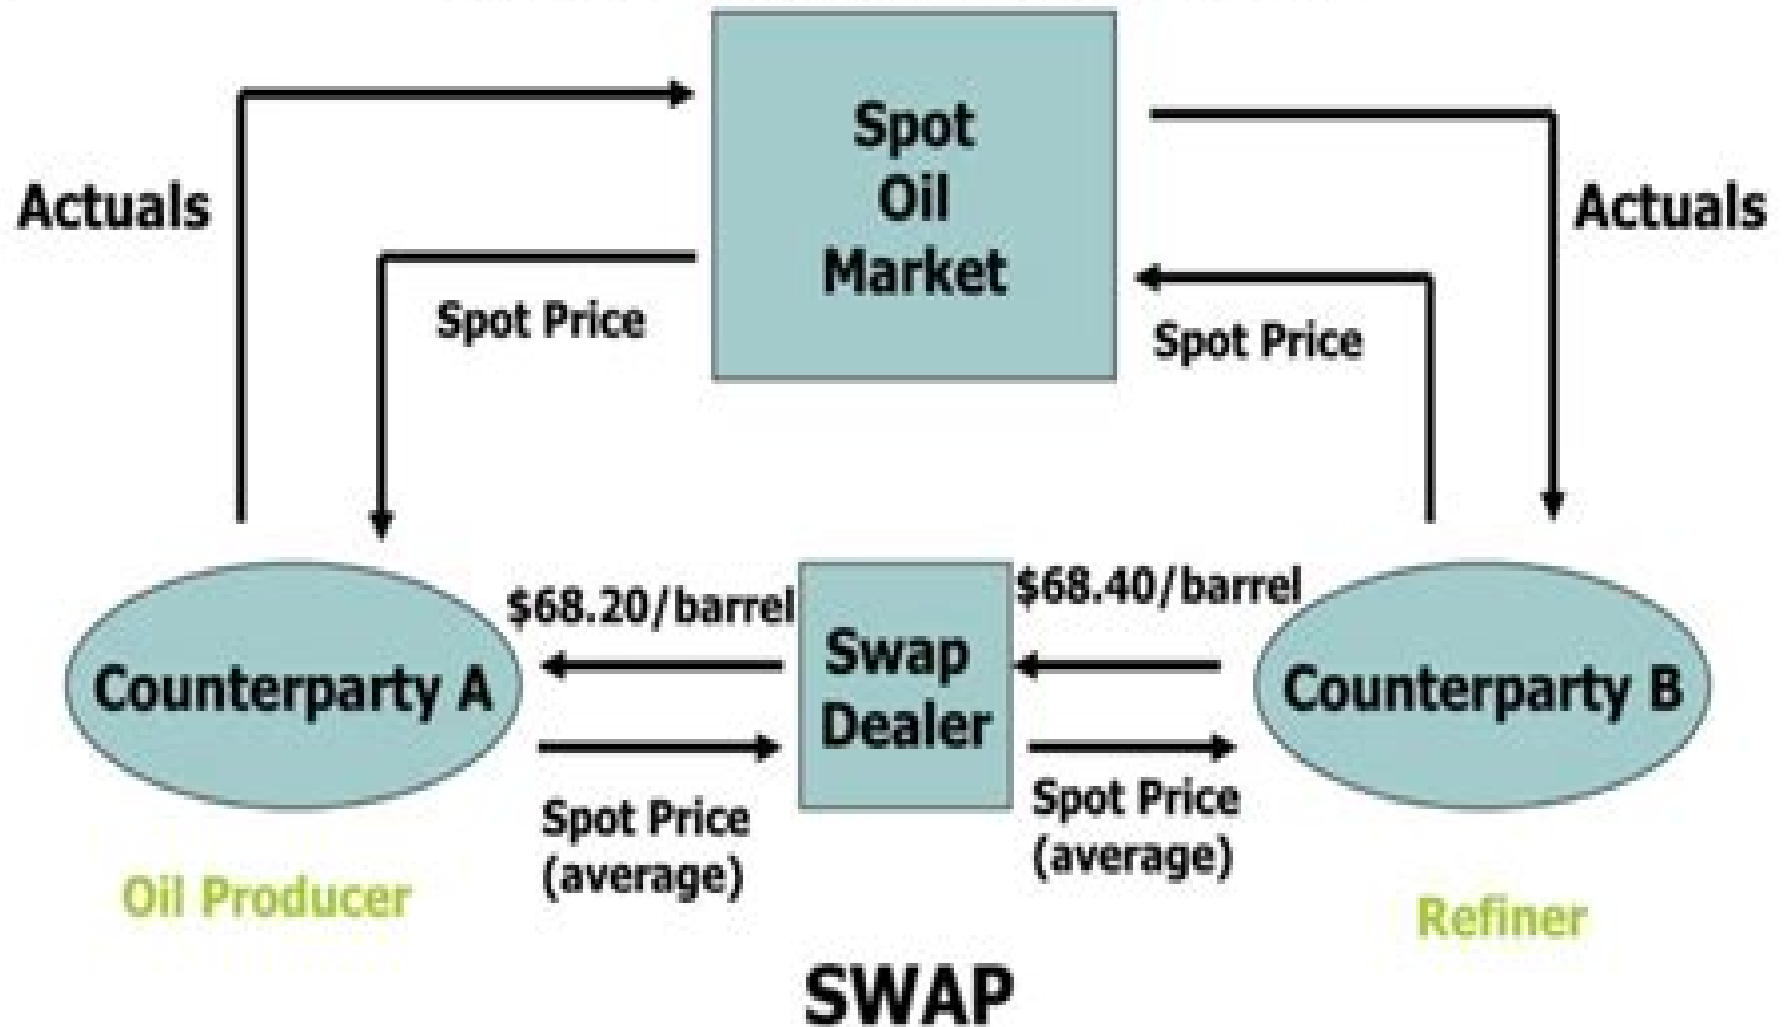 Spot
Oil
Market
Actuals
Actuals
Spot Price
Spot Price
$68.20/barrel
$68.40/barrel
Counterparty A
Swap
Dealer
Counterparty B
Spot Price
(average)
Spot Price
(average)
Oil Producer
Refiner
SWAP